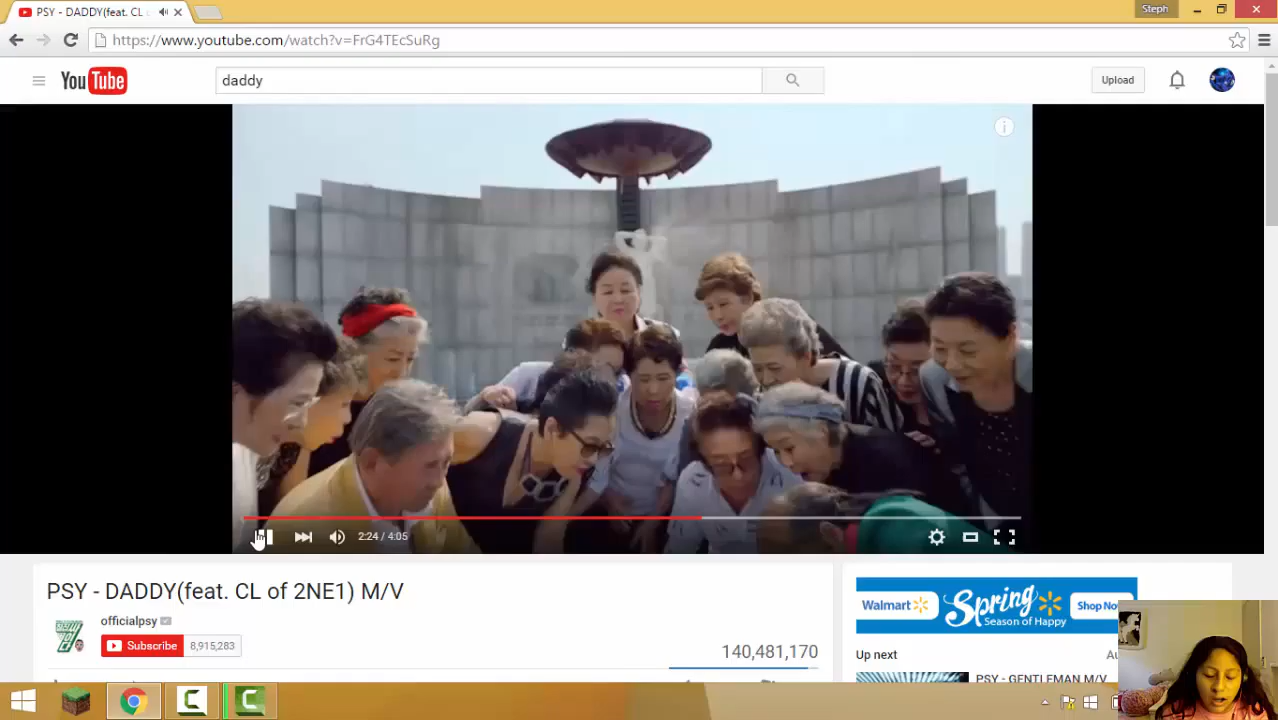 PSY - DADDY(feat. CL
Steph
https://www.youtube.com/watch?v=FrG4TEcSuRg
YouTube
daddy
Upload
2:24 / 4:05
PSY - DADDY(feat. CL of 2NE1) M/V
officialpsy
Subscribe 8,915,283
140,481,170
Walmart Spring Shop No
Season of Happy
Up next
PSY - GENTLEMAN M/V